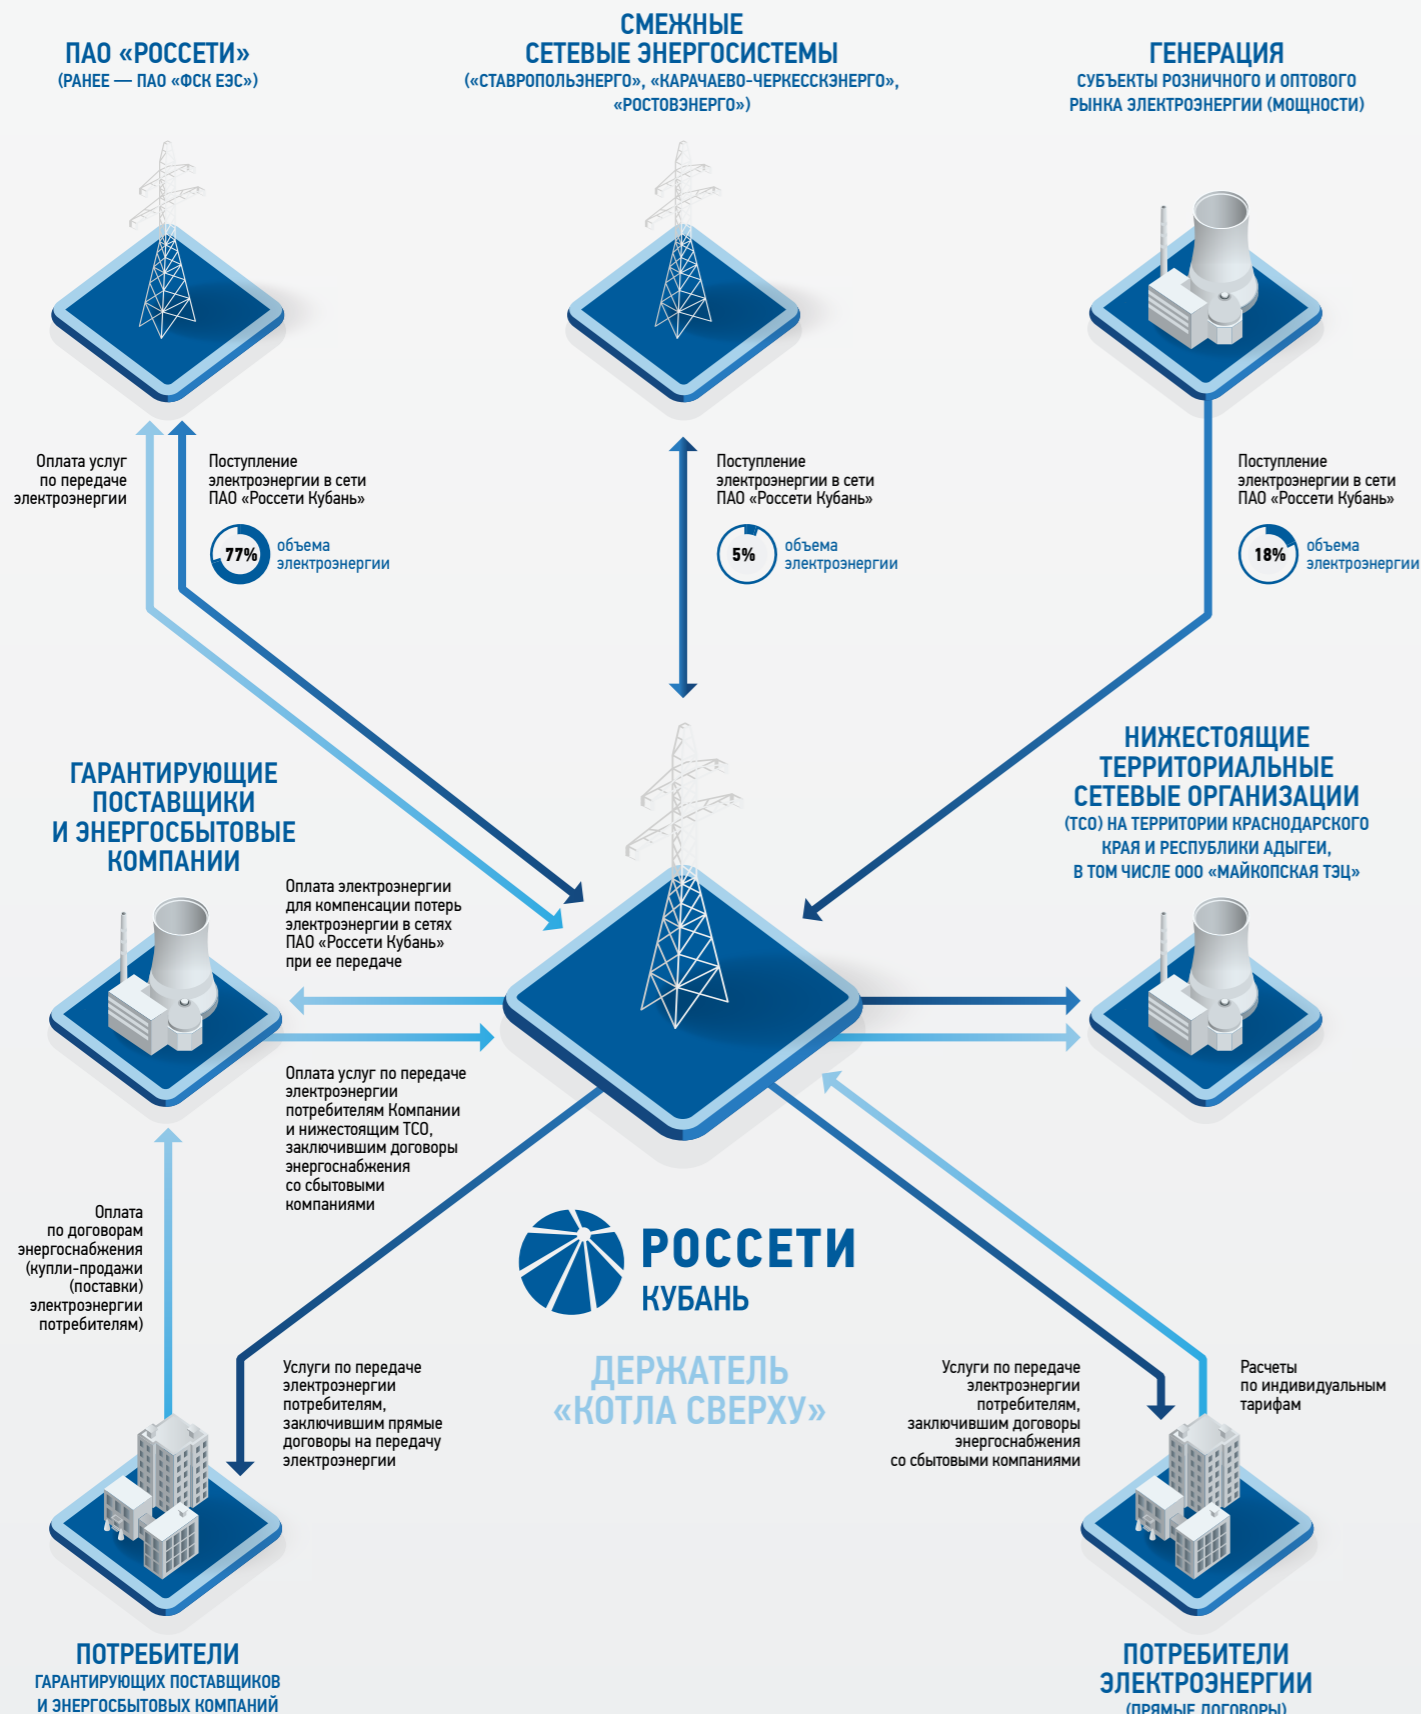 ПАО «РОССЕТИ»
(РАНЕЕ — ПАО «ФСК ЕЭС»)
СМЕЖНЫЕ
СЕТЕВЫЕ ЭНЕРГОСИСТЕМЫ
(«СТАВРОПОЛЬЭНЕРГО», «КАРАЧАЕВО-ЧЕРКЕССКЭНЕРГО»,
«РОСТОВЭНЕРГО»)
ГЕНЕРАЦИЯ
СУБЪЕКТЫ РОЗНИЧНОГО И ОПТОВОГО
РЫНКА ЭЛЕКТРОЭНЕРГИИ (МОЩНОСТИ)
Оплата услуг
по передаче
электроэнергии
Поступление
электроэнергии в сети
ПАО «Россети Кубань»
77%
объема
электроэнергии
Поступление
электроэнергии в сети
ПАО «Россети Кубань»
5%
объема
электроэнергии
Поступление
электроэнергии в сети
ПАО «Россети Кубань»
18%
объема
электроэнергии
ГАРАНТИРУЮЩИЕ
ПОСТАВЩИКИ
И ЭНЕРГОСБЫТОВЫЕ
КОМПАНИИ
НИЖЕСТОЯЩИЕ
ТЕРРИТОРИАЛЬНЫЕ
СЕТЕВЫЕ ОРГАНИЗАЦИИ
(ТСО) НА ТЕРРИТОРИИ КРАСНОДАРСКОГО
КРАЯ И РЕСПУБЛИКИ АДЫГЕИ,
В ТОМ ЧИСЛЕ ООО «МАЙКОПСКАЯ ТЭЦ»
Оплата электроэнергии
для компенсации потерь
электроэнергии в сетях
ПАО «Россети Кубань»
при ее передаче
Оплата услуг по передаче
электроэнергии
потребителям Компании
и нижестоящим ТСО,
заключившим договоры
энергоснабжения
со сбытовыми
компаниями
Оплата
по договорам
энергоснабжения
(купли-продажи
(поставки)
электроэнергии
потребителям)
РОССЕТИ
КУБАНЬ
ДЕРЖАТЕЛЬ
«КОТЛА СВЕРХУ»
Услуги по передаче
электроэнергии
потребителям,
заключившим прямые
договоры на передачу
электроэнергии
Услуги по передаче
электроэнергии
потребителям,
заключившим договоры
энергоснабжения
со сбытовыми компаниями
Расчеты
по индивидуальным
тарифам
ПОТРЕБИТЕЛИ
ГАРАНТИРУЮЩИХ ПОСТАВЩИКОВ
И ЭНЕРГОСБЫТОВЫХ КОМПАНИЙ
ПОТРЕБИТЕЛИ
ЭЛЕКТРОЭНЕРГИИ
(ПРЯМЫЕ ДОГОВОРЫ)